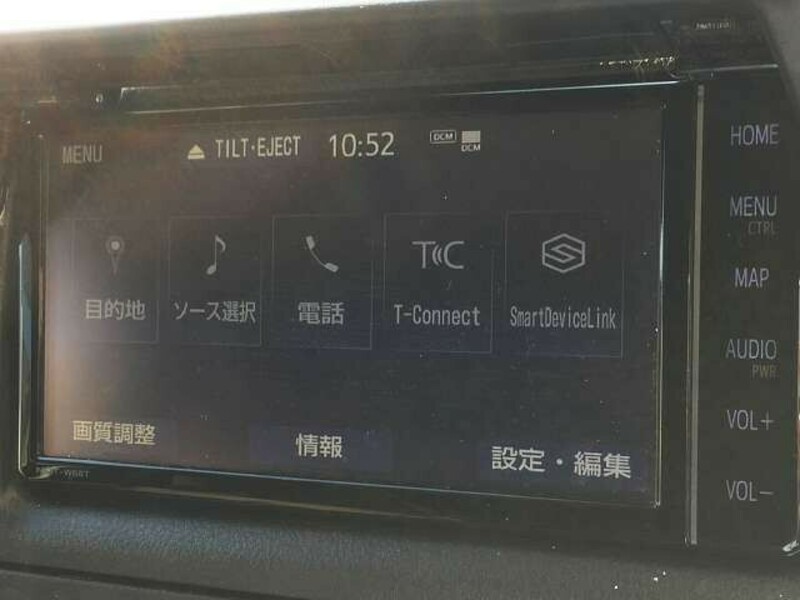 MENU
TILT・EJECT
10:52
DCM
DCM
目的地
ソース選択
電話
TC
T-Connect
SmartDeviceLink
画質調整
情報
設定・編集
HOME
MENU
CTRL
MAP
AUDIO
PWR
VOL+
VOL−